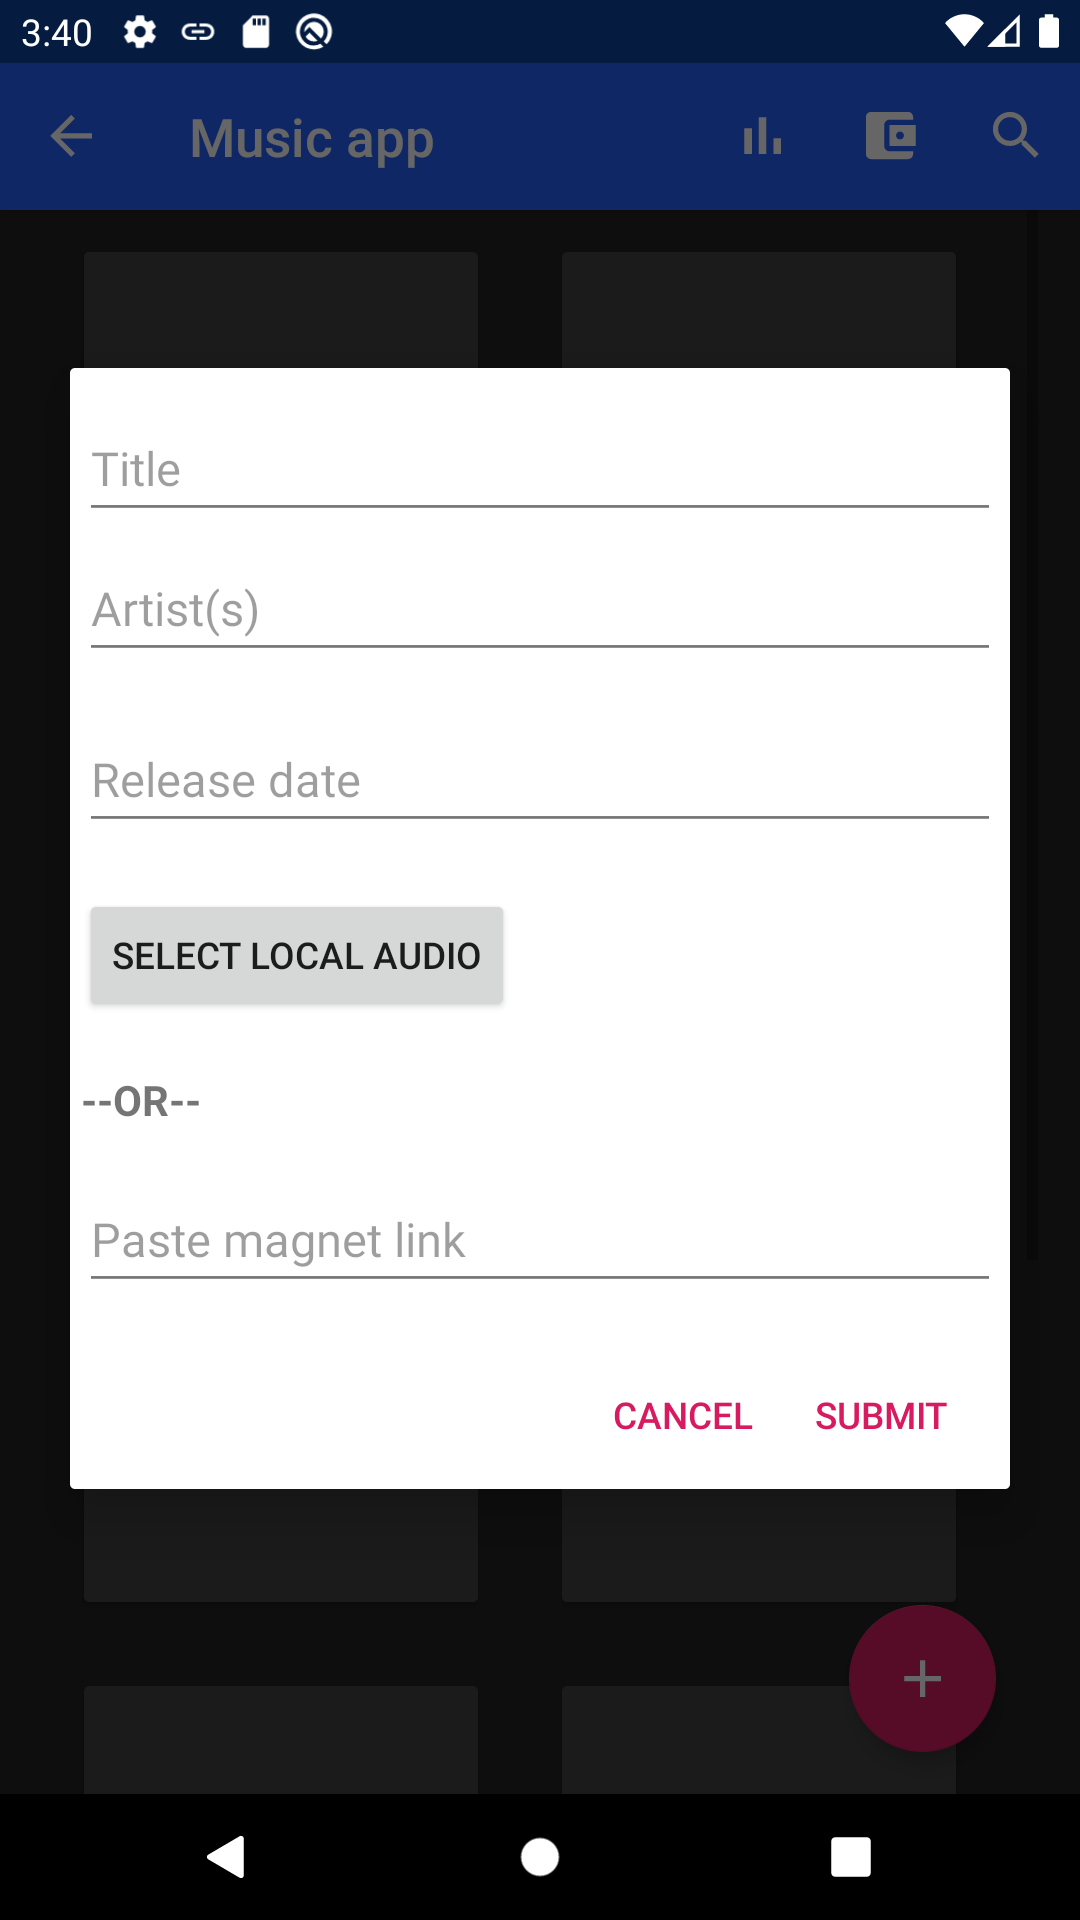 3:40
Music app
Title
Artist(s)
Release date
SELECT LOCAL AUDIO
--OR--
Paste magnet link
CANCEL SUBMIT